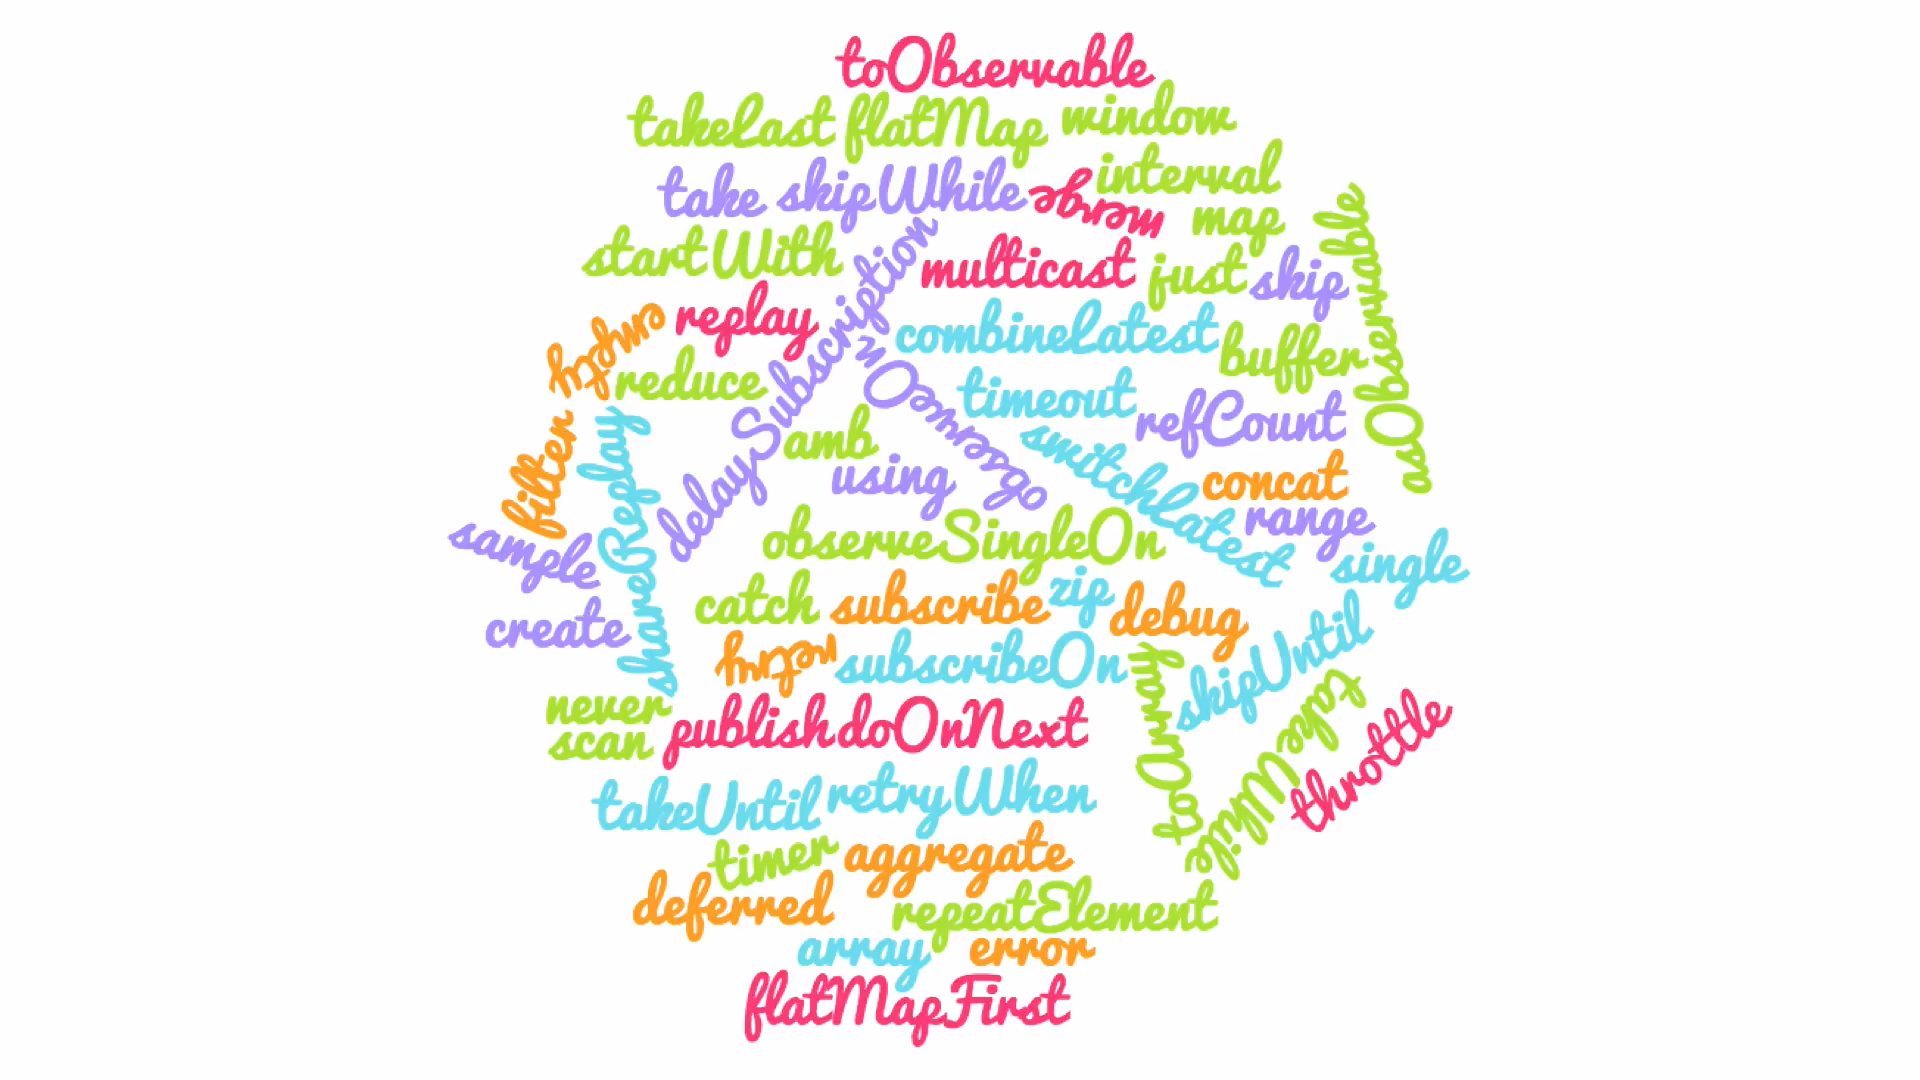 toObservable
takeLast flatMap window
take skipWhile merge interval
map
asObservable
startWith
delaySubscription
multicast just skip
empty replay
combineLatest
reduce
observeOn
buffer
timeout
refCount
filter
shareReplay
amb
using
switchLatest
concat
range
sample
observeSingleOn
single
create
catch subscribe zip debug
retry subscribeOn
toArray
skipUntil
never
scan
publish doOnNext
takeWhile
throttle
takeUntil retryWhen
timer aggregate
deferred repeatElement
array error
flatMapFirst